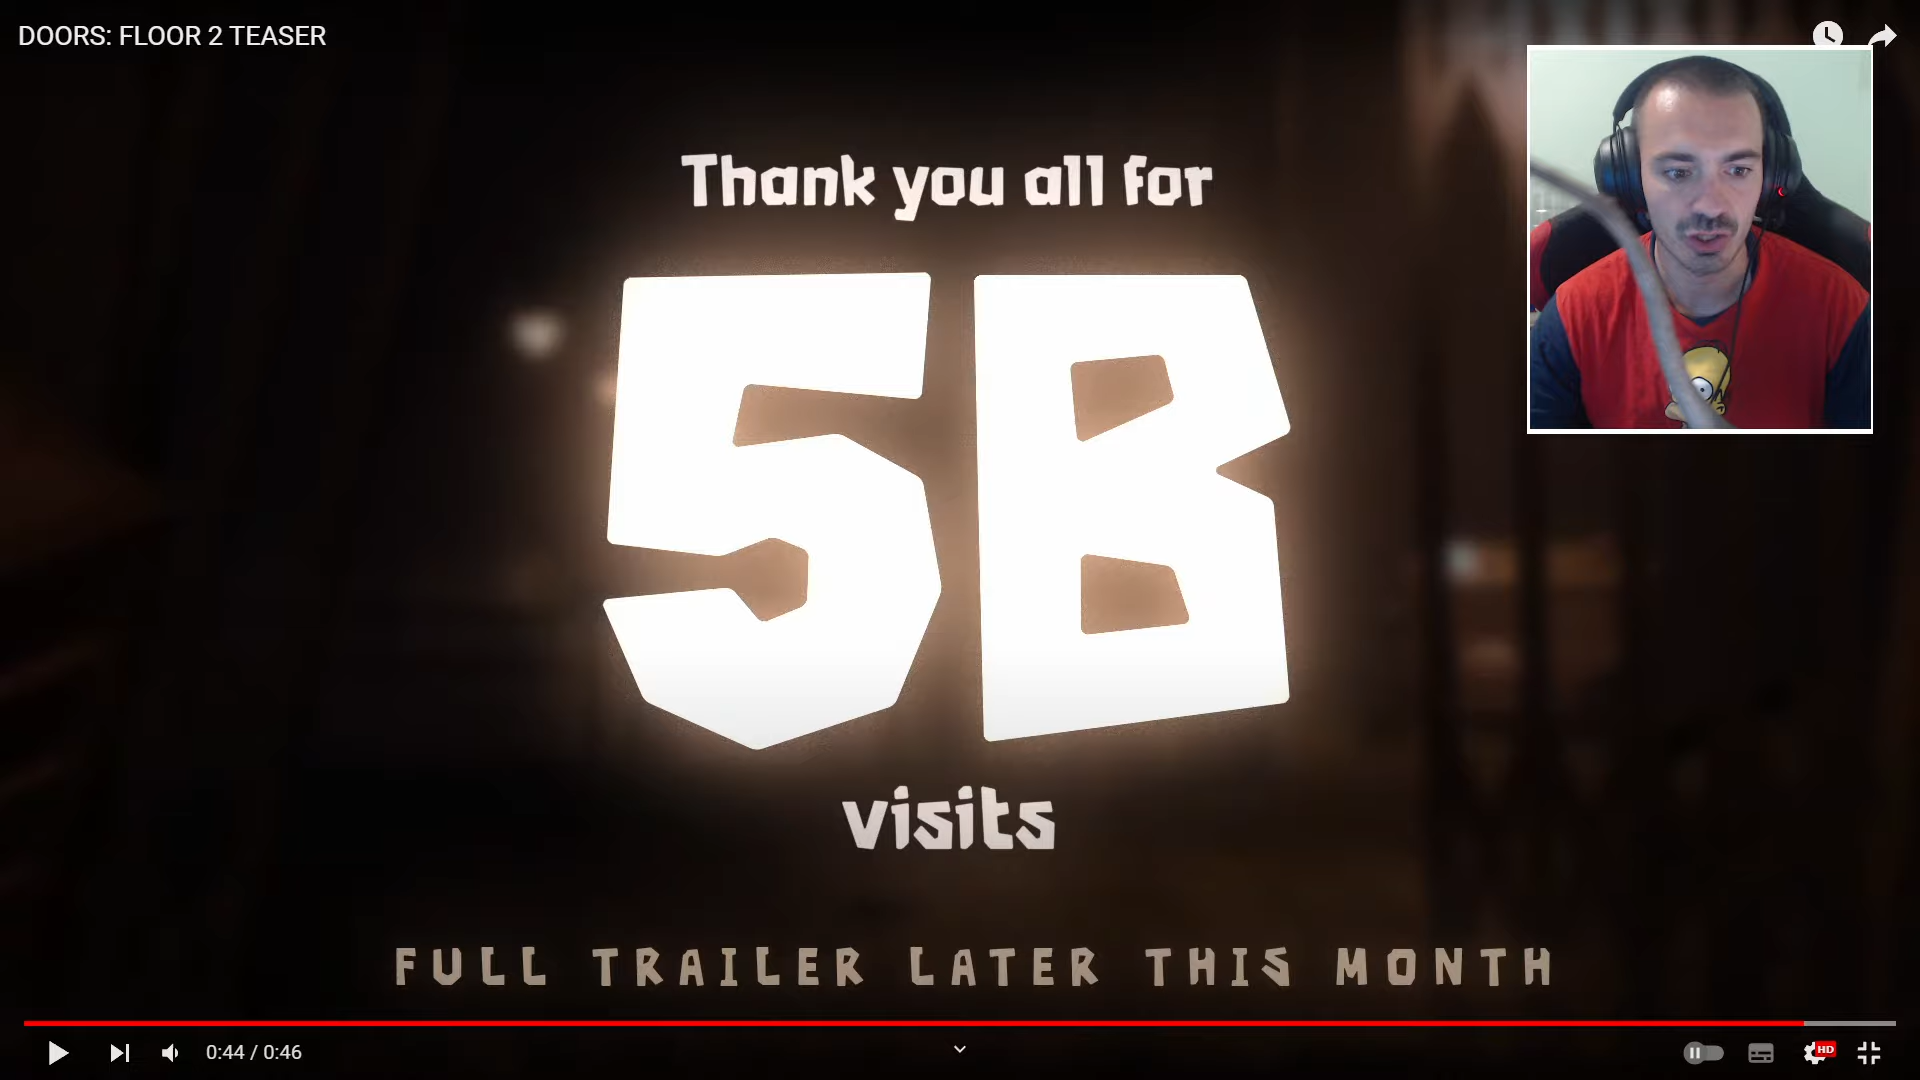 DOORS: FLOOR 2 TEASER
Thank you all for
5B
visits
FULL TRAILER LATER THIS MONTH
0:44 / 0:46
HD